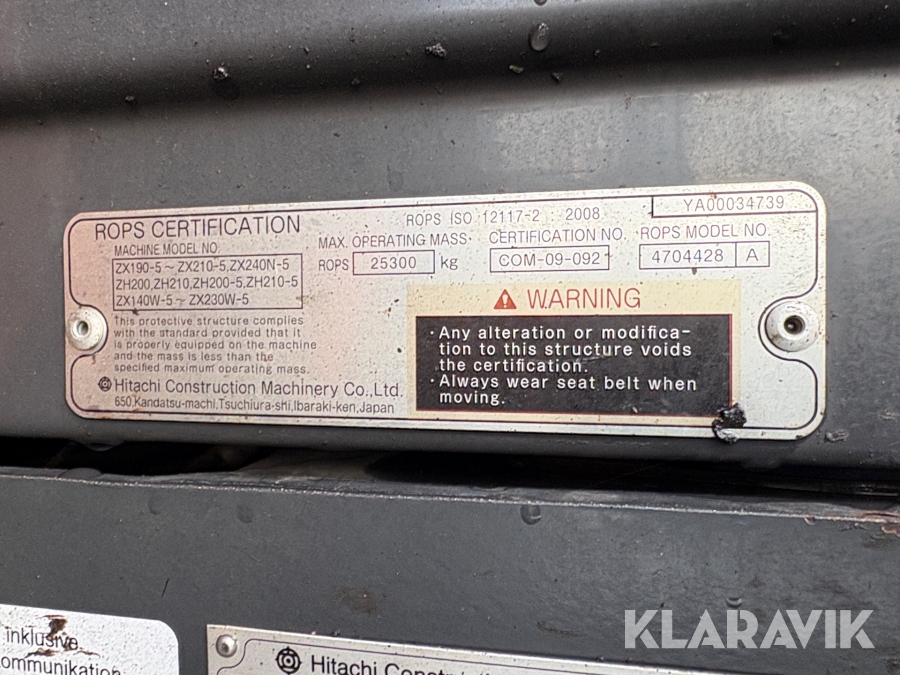 ROPS CERTIFICATION
ROPS ISO 12117-2 : 2008
YA00034739
MACHINE MODEL NO.
ZX190-5~ZX210-5,ZX240N-5
ZH200,ZH210,ZH200-5,ZH210-5
ZX140W-5~ZX230W-5
MAX. OPERATING MASS
ROPS 25300 kg
CERTIFICATION NO.
COM-09-092
ROPS MODEL NO.
4704428 A
This protective structure complies
with the standard provided that it
is properly equipped on the machine
and the mass is less than the
specified maximum operating mass.
Hitachi Construction Machinery Co.,Ltd.
650,Kandatsu-machi,Tsuchiura-shi,Ibaraki-ken,Japan
WARNING
・Any alteration or modifica-
tion to this structure voids
the certification.
・Always wear seat belt when
moving.
inklusive
Hitachi
KLARAVIK